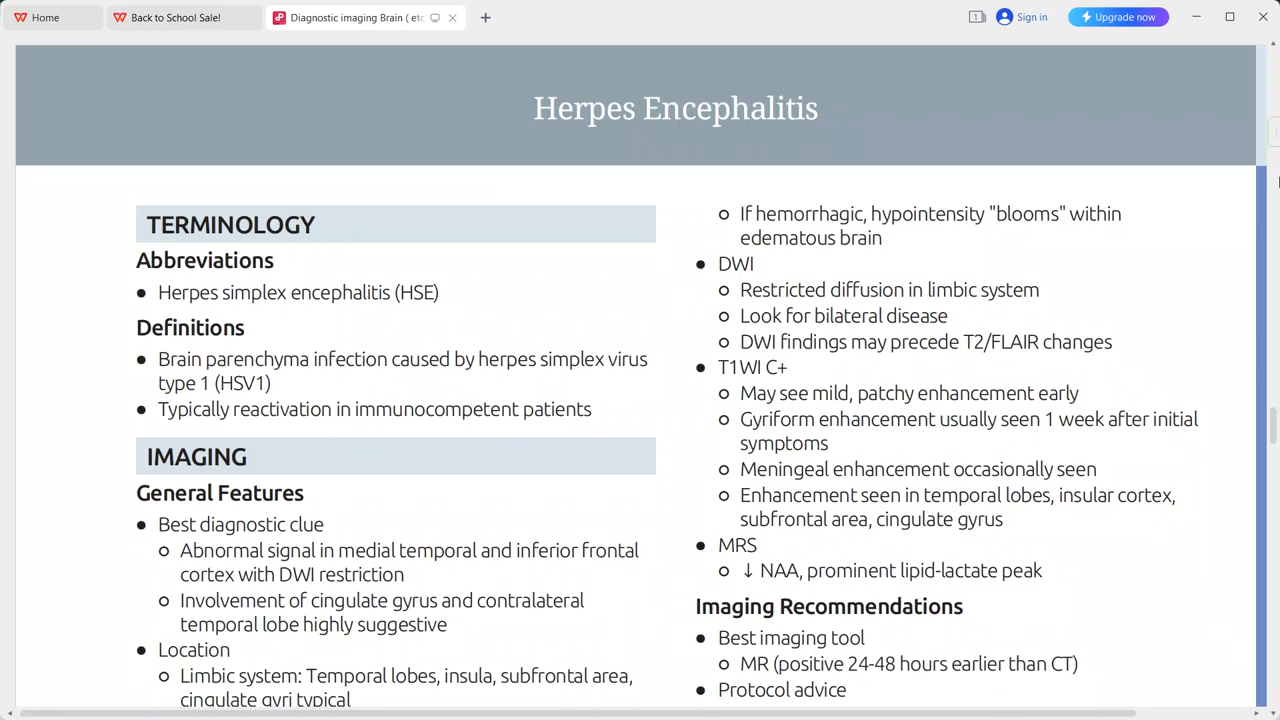 Home
Back to School Sale!
Diagnostic imaging Brain ( etc
1
Sign in
Upgrade now
Herpes Encephalitis
TERMINOLOGY
Abbreviations
● Herpes simplex encephalitis (HSE)
Definitions
● Brain parenchyma infection caused by herpes simplex virus
type 1 (HSV1)
● Typically reactivation in immunocompetent patients
IMAGING
General Features
● Best diagnostic clue
○ Abnormal signal in medial temporal and inferior frontal
cortex with DWI restriction
○ Involvement of cingulate gyrus and contralateral
temporal lobe highly suggestive
● Location
○ Limbic system: Temporal lobes, insula, subfrontal area,
cingulate gyri typical
○ If hemorrhagic, hypointensity "blooms" within
edematous brain
● DWI
○ Restricted diffusion in limbic system
○ Look for bilateral disease
○ DWI findings may precede T2/FLAIR changes
● T1WI C+
○ May see mild, patchy enhancement early
○ Gyriform enhancement usually seen 1 week after initial
symptoms
○ Meningeal enhancement occasionally seen
○ Enhancement seen in temporal lobes, insular cortex,
subfrontal area, cingulate gyrus
● MRS
○ ↓ NAA, prominent lipid-lactate peak
Imaging Recommendations
● Best imaging tool
○ MR (positive 24-48 hours earlier than CT)
● Protocol advice